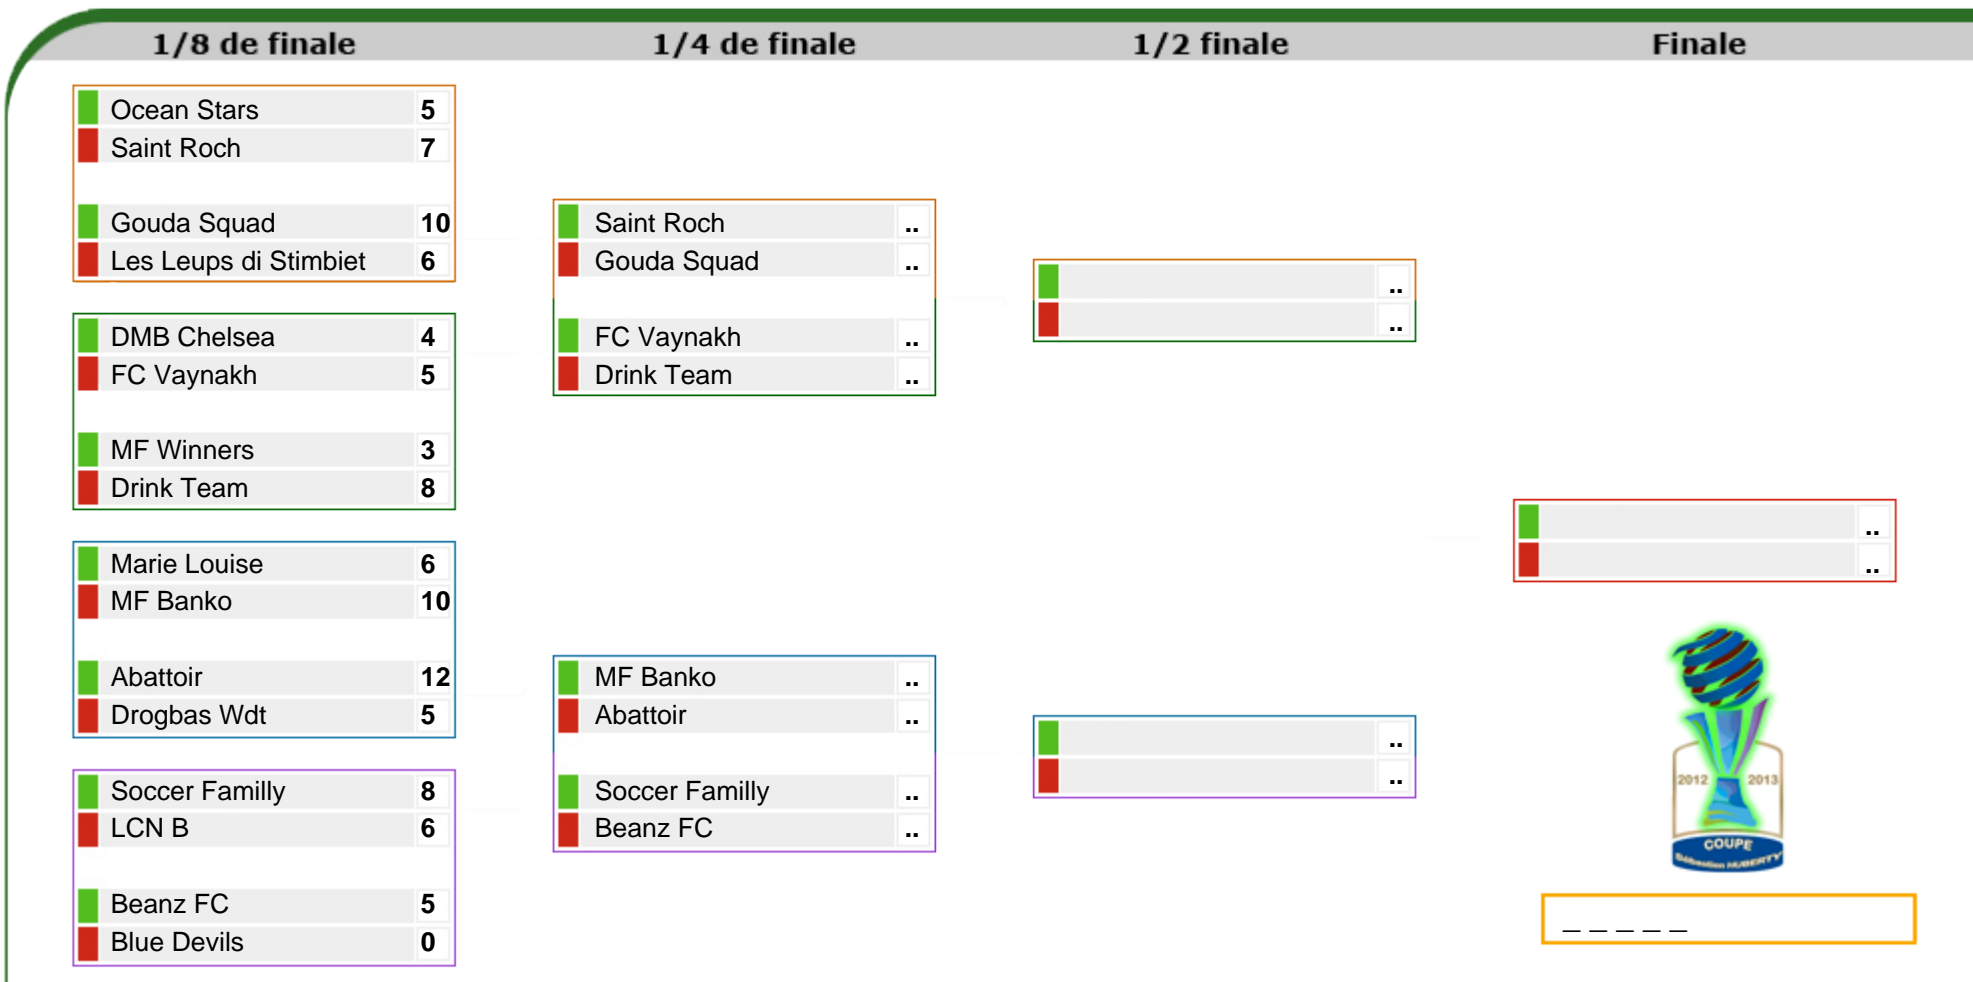 1/8 de finale 1/4 de finale 1/2 finale Finale
Ocean Stars 5
Saint Roch 7
Gouda Squad 10
Les Leups di Stimbiet 6
DMB Chelsea 4
FC Vaynakh 5
MF Winners 3
Drink Team 8
Marie Louise 6
MF Banko 10
Abattoir 12
Drogbas Wdt 5
Soccer Familly 8
LCN B 6
Beanz FC 5
Blue Devils 0
Saint Roch ..
Gouda Squad ..
FC Vaynakh ..
Drink Team ..
MF Banko ..
Abattoir ..
Soccer Familly ..
Beanz FC ..
..
..
..
..
..
..
2012 2013
COUPE
Sébastien HUBERTY
_ _ _ _ _